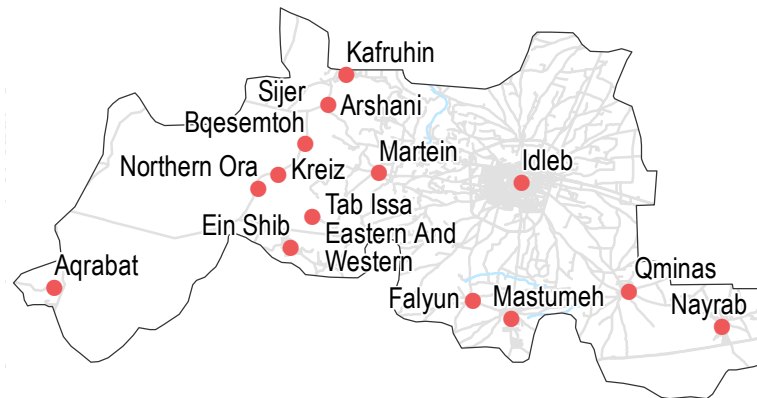 Kafruhin
Sijer
Arshani
Bqesemtoh
Martein
Northern Ora
Kreiz
Idleb
Tab Issa
Eastern And
Western
Ein Shib
Aqrabat
Qminas
Falyun
Mastumeh
Nayrab